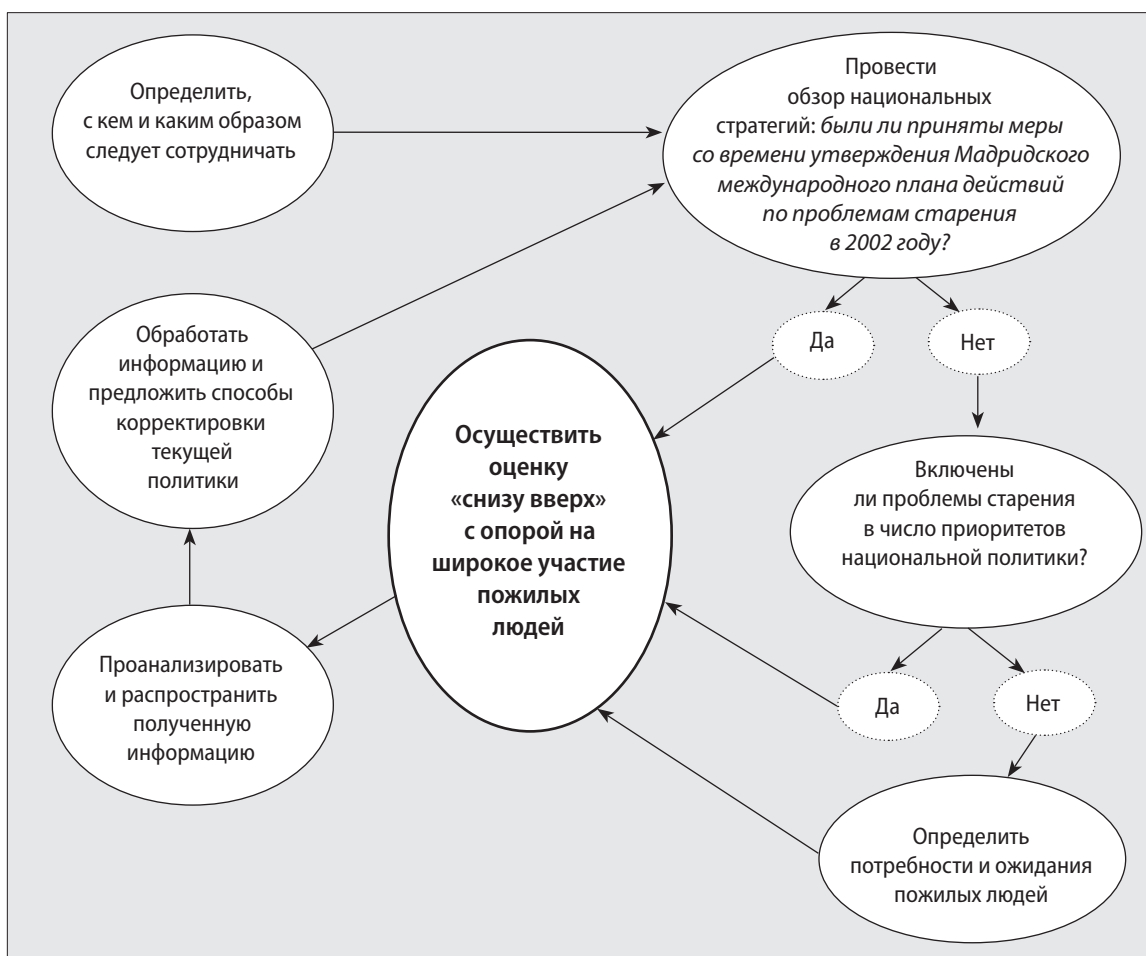 Определить,
с кем и каким образом
следует сотрудничать
Провести
обзор национальных
стратегий: были ли приняты меры
со времени утверждения Мадридского
международного плана действий
по проблемам старения
в 2002 году?
Да
Нет
Обработать
информацию и
предложить способы
корректировки
текущей
политики
Осуществить
оценку
«снизу вверх»
с опорой на
широкое участие
пожилых
людей
Включены
ли проблемы старения
в число приоритетов
национальной политики?
Да
Нет
Проанализировать
и распространить
полученную
информацию
Определить
потребности и ожидания
пожилых людей